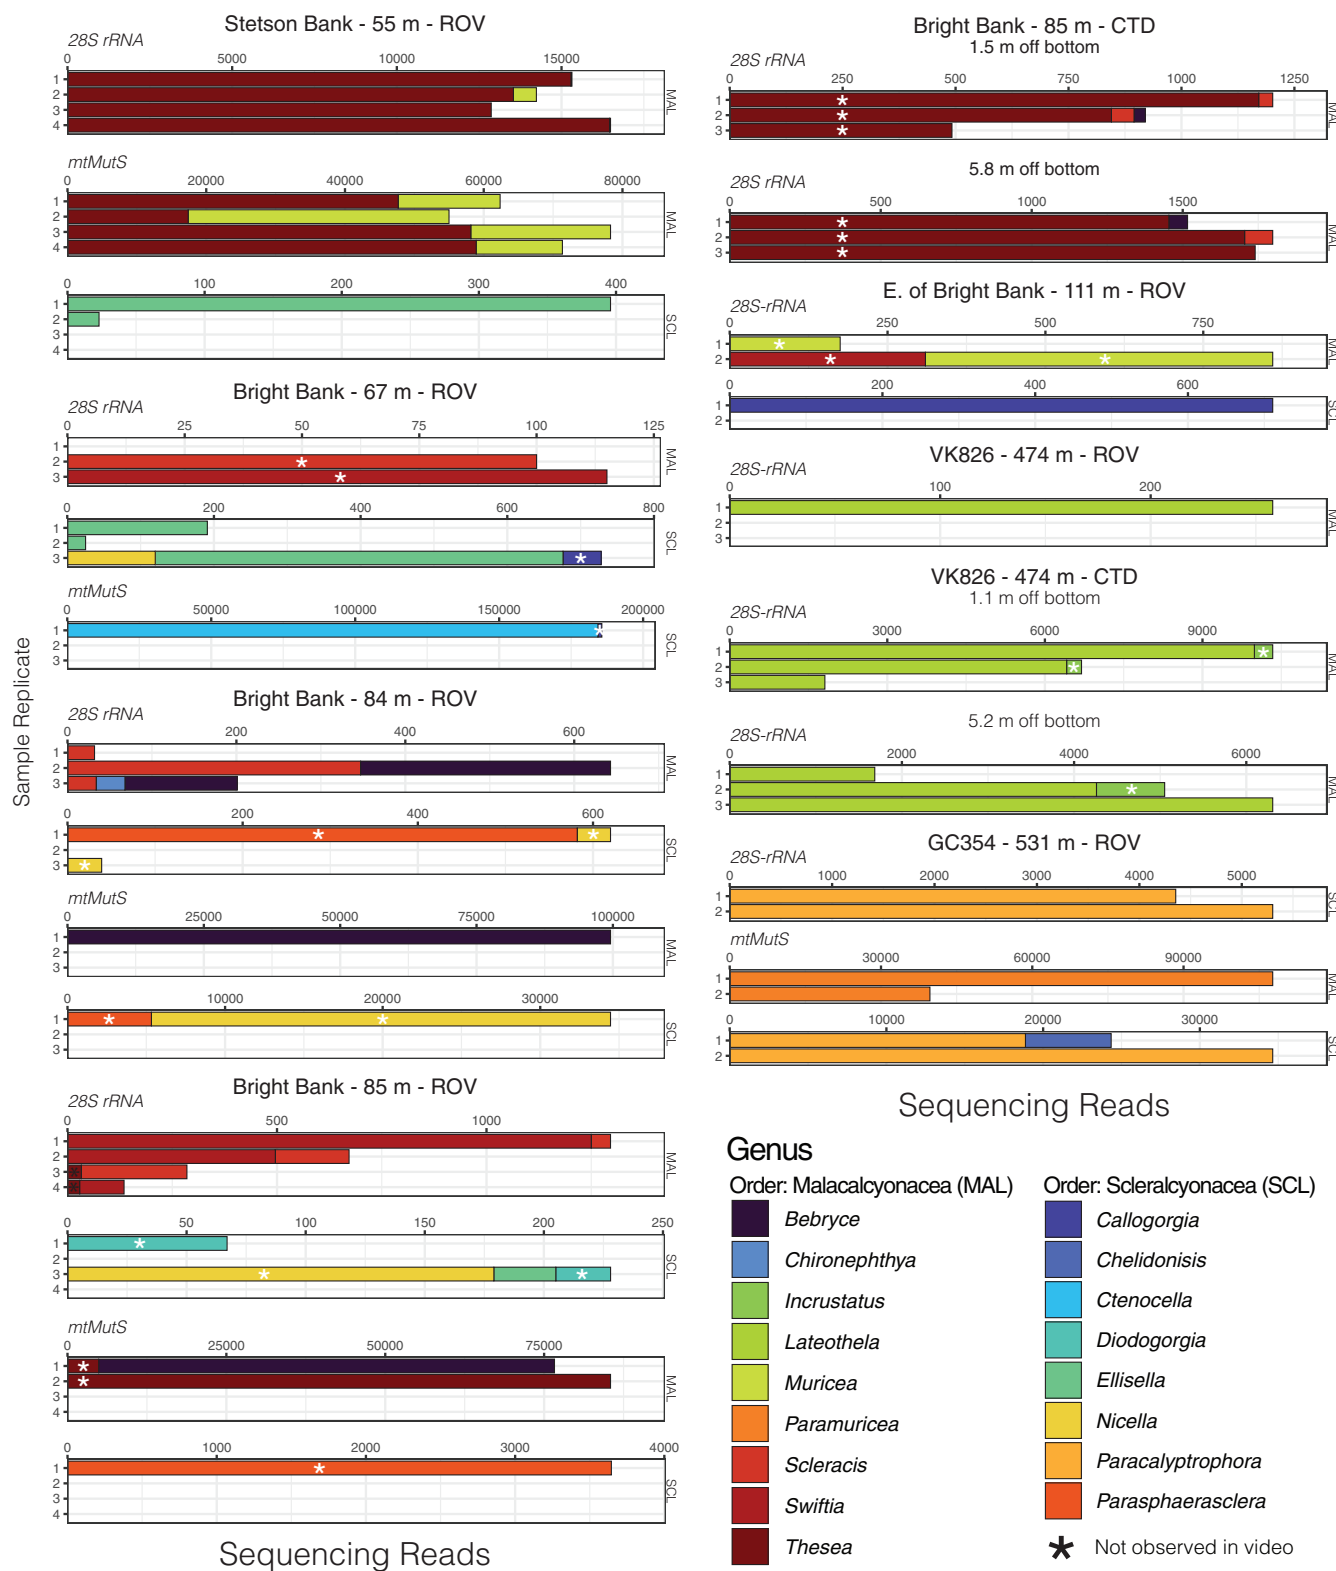 Stetson Bank - 55 m - ROV
28S rRNA
0 5000 10000 15000
1
2
3
4
MAL
mtMutS
0 20000 40000 60000 80000
1
2
3
4
MAL
0 100 200 300 400
1
2
3
4
SCL
Bright Bank - 67 m - ROV
28S rRNA
0 25 50 75 100 125
1
2
3
MAL
0 200 400 600 800
1
2
3
SCL
mtMutS
0 50000 100000 150000 200000
1
2
3
SCL
Sample Replicate
Bright Bank - 84 m - ROV
28S rRNA
0 200 400 600
1
2
3
MAL
0 200 400 600
1
2
3
SCL
mtMutS
0 25000 50000 75000 100000
1
2
3
MAL
0 10000 20000 30000
1
2
3
SCL
Bright Bank - 85 m - ROV
28S rRNA
0 500 1000
1
2
3
4
MAL
0 50 100 150 200 250
1
2
3
4
SCL
mtMutS
0 25000 50000 75000
1
2
3
4
MAL
0 1000 2000 3000 4000
1
2
3
4
SCL
Sequencing Reads
Bright Bank - 85 m - CTD
1.5 m off bottom
28S rRNA
0 250 500 750 1000 1250
1
2
3
MAL
5.8 m off bottom
28S rRNA
0 500 1000 1500
1
2
3
MAL
E. of Bright Bank - 111 m - ROV
28S-rRNA
0 250 500 750
1
2
MAL
0 200 400 600
1
2
SCL
VK826 - 474 m - ROV
28S-rRNA
0 100 200
1
2
3
MAL
VK826 - 474 m - CTD
1.1 m off bottom
28S-rRNA
0 3000 6000 9000
1
2
3
MAL
5.2 m off bottom
28S-rRNA
0 2000 4000 6000
1
2
3
MAL
GC354 - 531 m - ROV
28S-rRNA
0 1000 2000 3000 4000 5000
1
2
SCL
mtMutS
0 30000 60000 90000
1
2
MAL
0 10000 20000 30000
1
2
SCL
Sequencing Reads
Genus
Order: Malacalcyonacea (MAL)
Bebryce
Chironephthya
Incrustatus
Lateothela
Muricea
Paramuricea
Scleracis
Swiftia
Thesea
Order: Scleralcyonacea (SCL)
Callogorgia
Chelidonisis
Ctenocella
Diodogorgia
Ellisella
Nicella
Paracalyptrophora
Parasphaerasclera
* Not observed in video